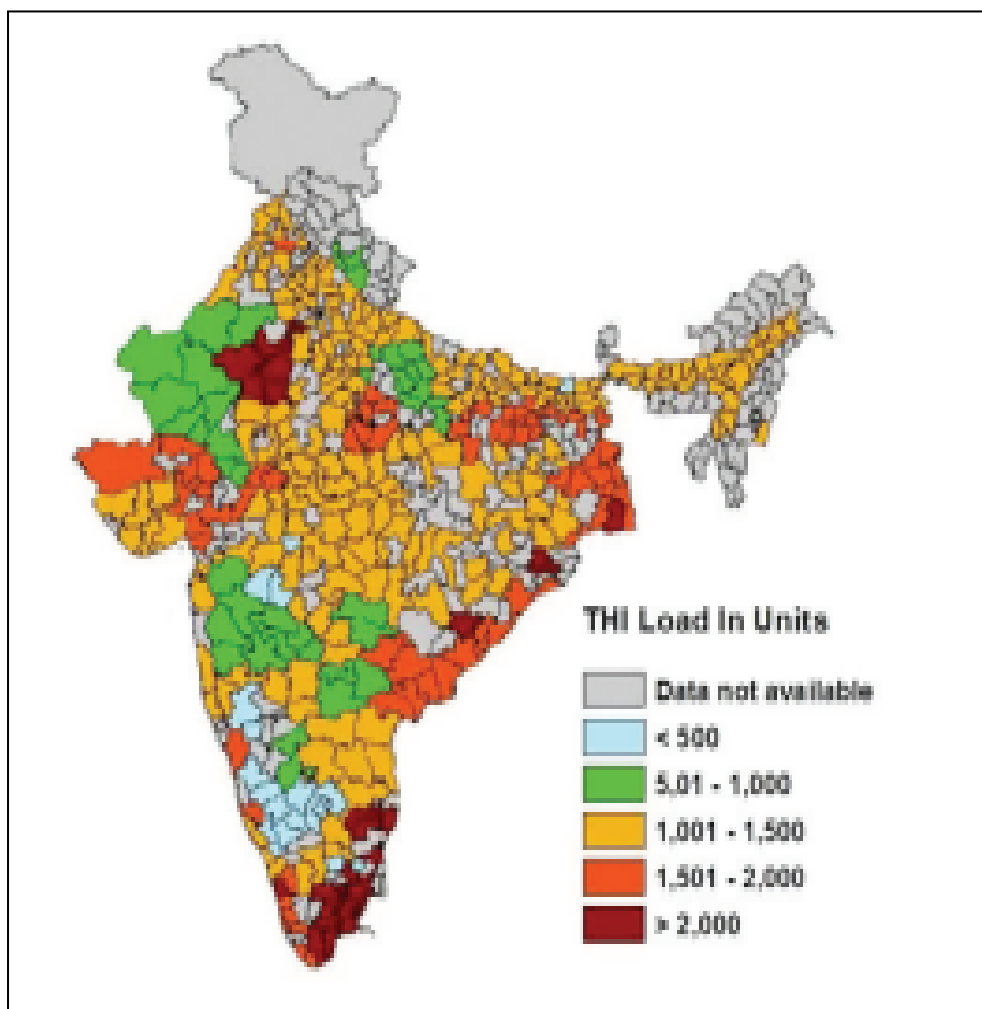 THI Load In Units
Data not available
< 500
5,01 - 1,000
1,001 - 1,500
1,501 - 2,000
> 2,000